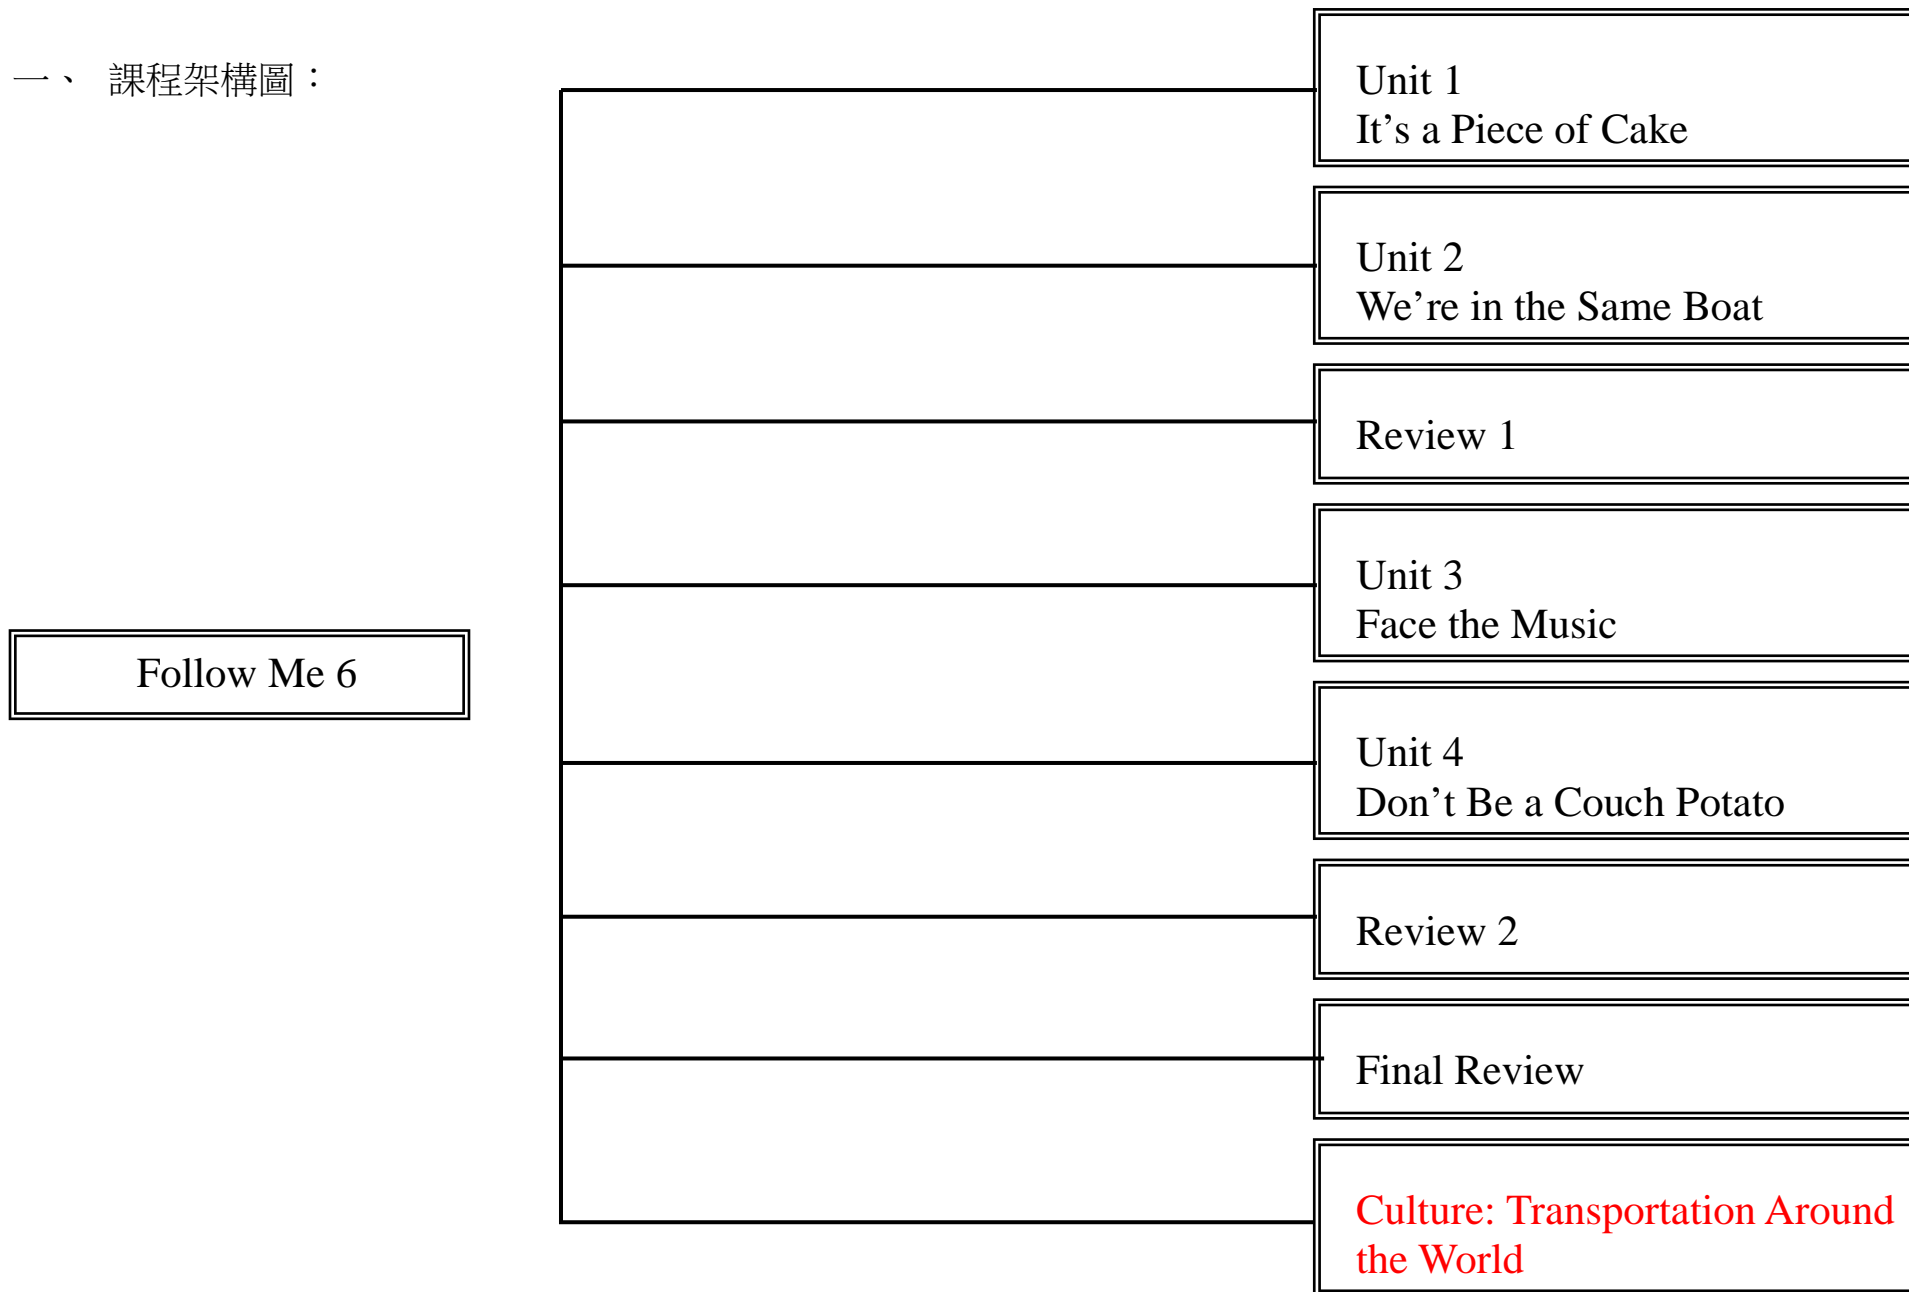 一、 課程架構圖：
Unit 1
It’s a Piece of Cake
Unit 2
We’re in the Same Boat
Review 1
Unit 3
Face the Music
Follow Me 6
Unit 4
Don’t Be a Couch Potato
Review 2
Final Review
Culture: Transportation Around
the World